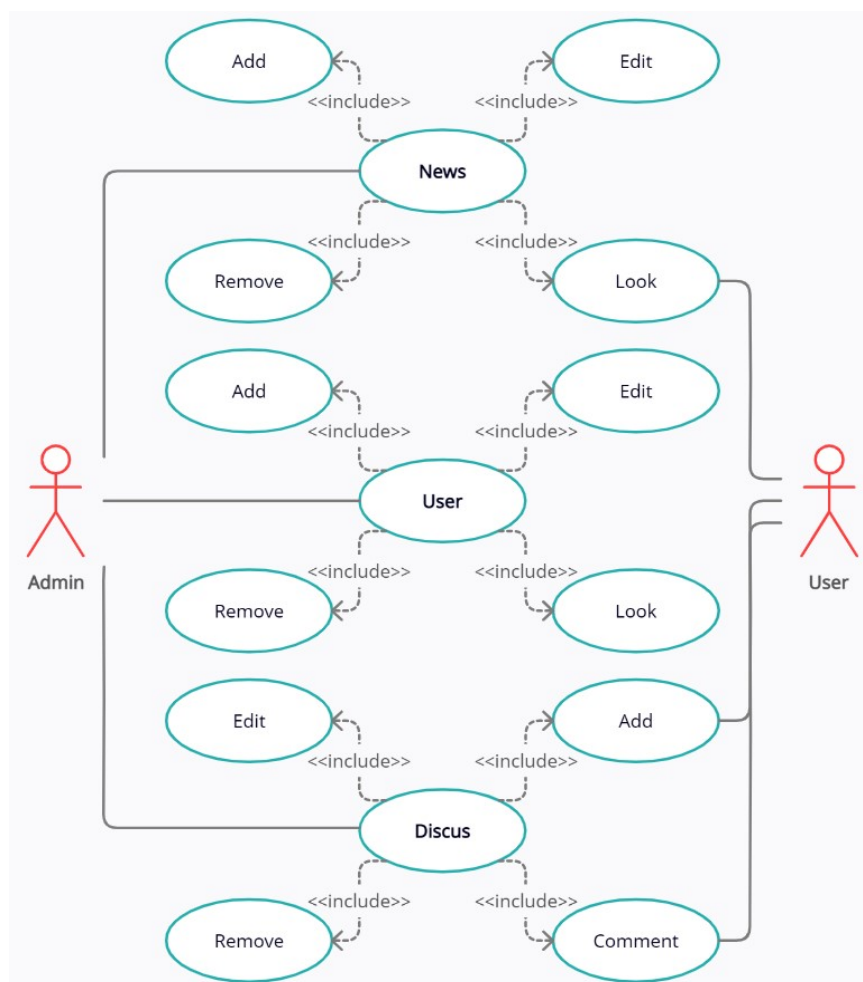 Add
Edit
<<include>>
<<include>>
News
<<include>>
<<include>>
Remove
Look
Add
Edit
<<include>>
<<include>>
User
Admin
User
<<include>>
<<include>>
Remove
Look
Edit
Add
<<include>>
<<include>>
Discus
<<include>>
<<include>>
Remove
Comment